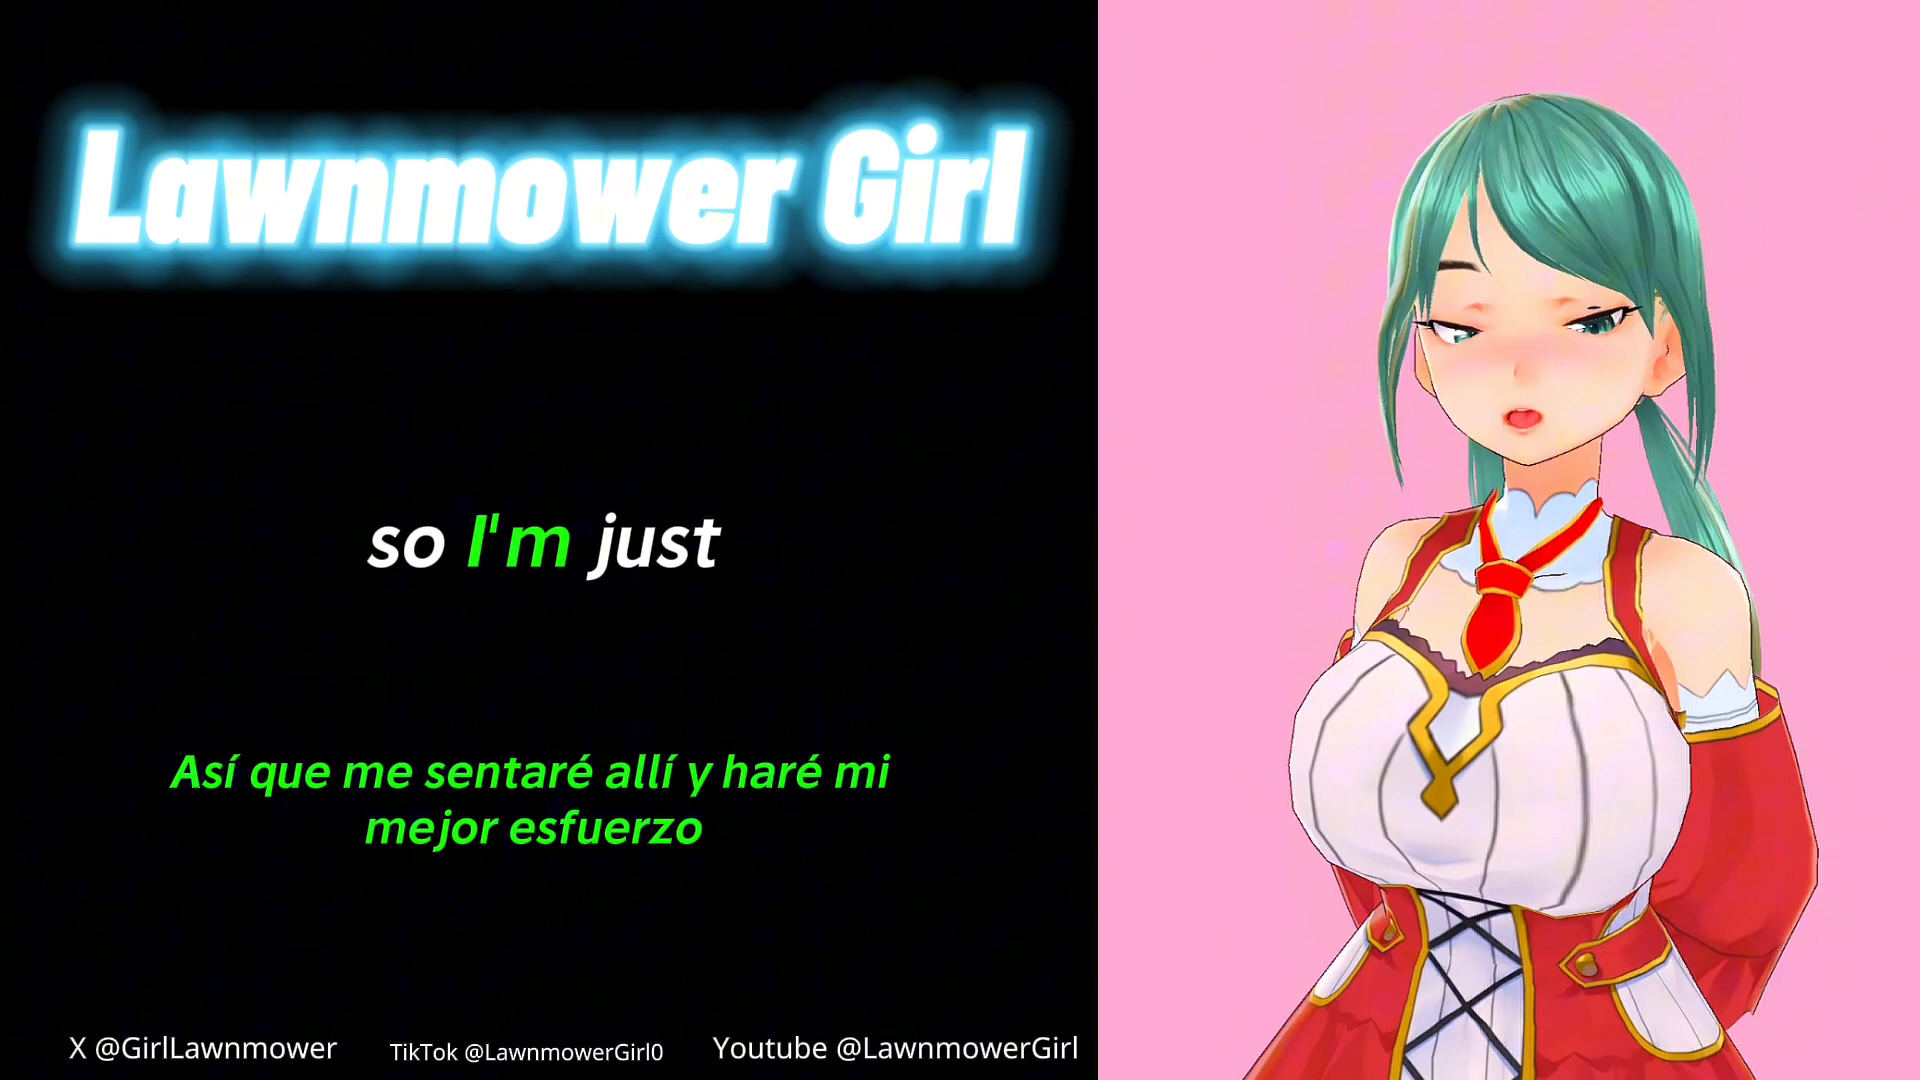 Lawnmower Girl
so I'm just
Así que me sentaré allí y haré mi
mejor esfuerzo
X @GirlLawnmower
TikTok @LawnmowerGirl0
Youtube @LawnmowerGirl